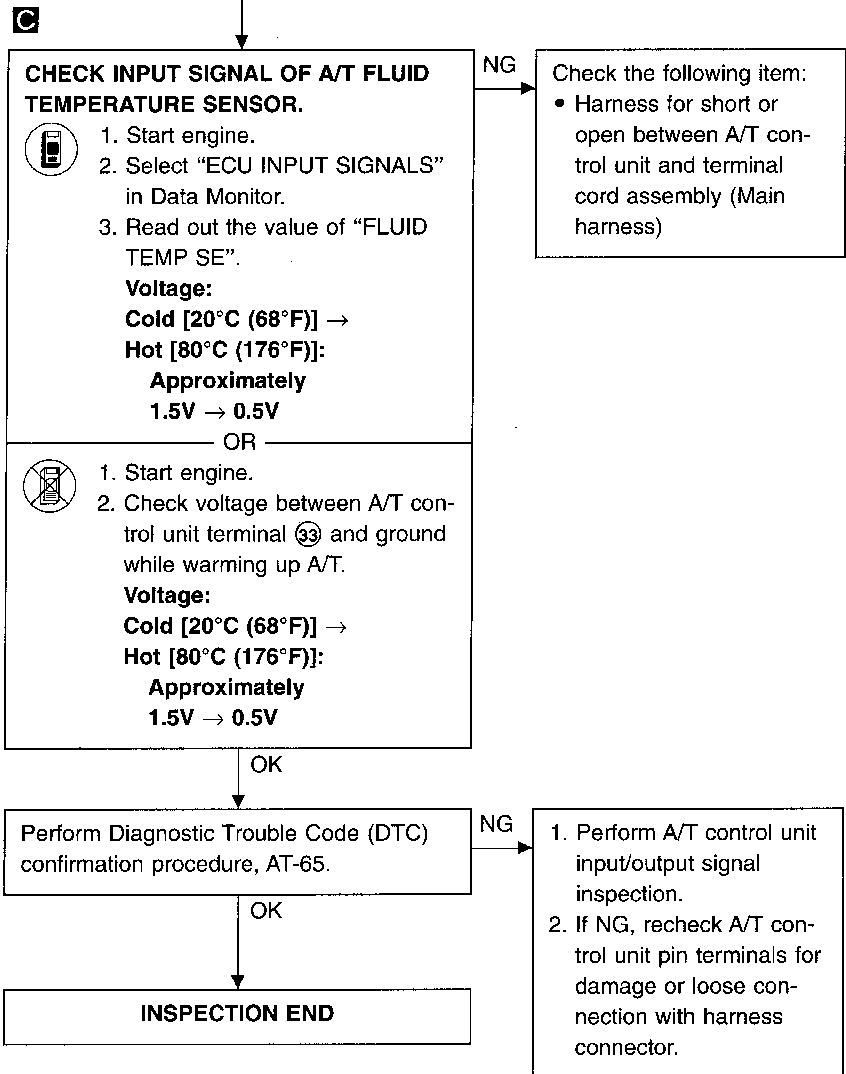 C
CHECK INPUT SIGNAL OF A/T FLUID
TEMPERATURE SENSOR.
1. Start engine.
2. Select “ECU INPUT SIGNALS”
in Data Monitor.
3. Read out the value of “FLUID
TEMP SE”.
Voltage:
Cold [20°C (68°F)] →
Hot [80°C (176°F)]:
Approximately
1.5V → 0.5V
NG
Check the following item:
• Harness for short or
open between A/T con-
trol unit and terminal
cord assembly (Main
harness)
OR
1. Start engine.
2. Check voltage between A/T con-
trol unit terminal ㉝ and ground
while warming up A/T.
Voltage:
Cold [20°C (68°F)] →
Hot [80°C (176°F)]:
Approximately
1.5V → 0.5V
OK
Perform Diagnostic Trouble Code (DTC)
confirmation procedure, AT-65.
NG
1. Perform A/T control unit
input/output signal
inspection.
2. If NG, recheck A/T con-
trol unit pin terminals for
damage or loose con-
nection with harness
connector.
OK
INSPECTION END